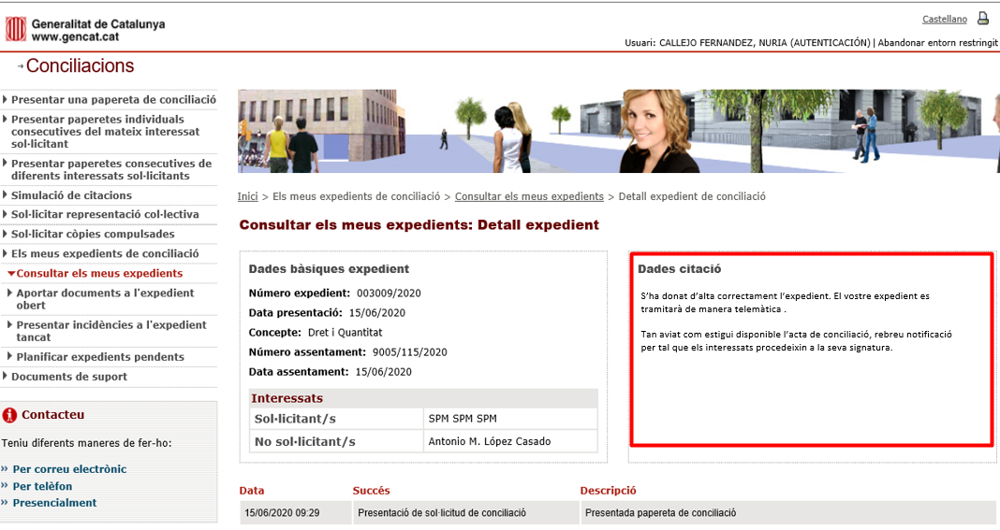 Generalitat de Catalunya
www.gencat.cat
Castellano
Usuari: CALLEJO FERNANDEZ, NURIA (AUTENTICACIÓN) | Abandonar entorn restringit
Conciliacions
Presentar una papereta de conciliació
Presentar paperetes individuals
consecutives del mateix interessat
sol·licitant
Presentar paperetes consecutives de
diferents interessats sol·licitants
Simulació de citacions
Sol·licitar representació col·lectiva
Sol·licitar còpies compulsades
Els meus expedients de conciliació
Consultar els meus expedients
Aportar documents a l'expedient
obert
Presentar incidències a l'expedient
tancat
Planificar expedients pendents
Documents de suport
Contacteu
Teniu diferents maneres de fer-ho:
» Per correu electrònic
» Per telèfon
» Presencialment
Inici > Els meus expedients de conciliació > Consultar els meus expedients > Detall expedient de conciliació
Consultar els meus expedients: Detall expedient
Dades bàsiques expedient
Número expedient: 003009/2020
Data presentació: 15/06/2020
Concepte: Dret i Quantitat
Número assentament: 9005/115/2020
Data assentament: 15/06/2020
Interessats
Sol·licitant/s SPM SPM SPM
No sol·licitant/s Antonio M. López Casado
Dades citació
S’ha donat d’alta correctament l’expedient. El vostre expedient es
tramitarà de manera telemàtica .
Tan aviat com estigui disponible l’acta de conciliació, rebreu notificació
per tal que els interessats procedeixin a la seva signatura.
Data Succés Descripció
15/06/2020 09:29 Presentació de sol·licitud de conciliació Presentada papereta de conciliació